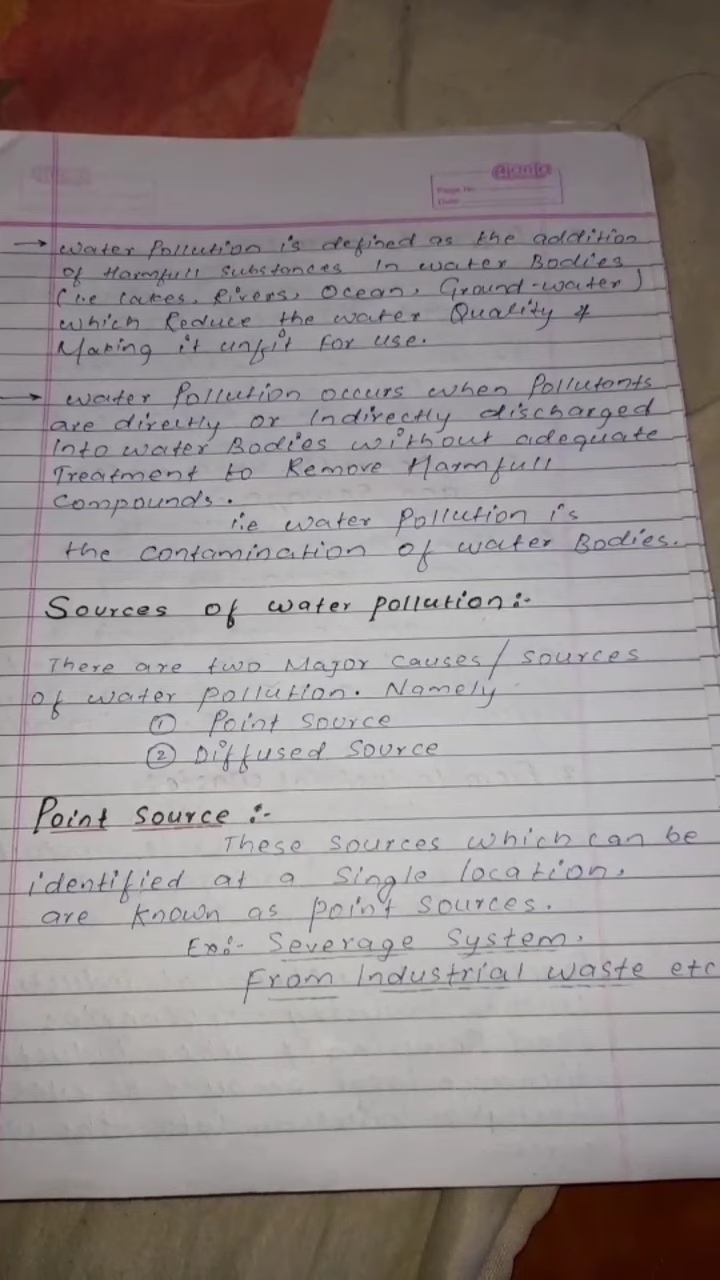 ejanta
Page No.
Date
→ Water Pollution is defined as the addition
of Harmfull substances In water Bodies
(i.e Lakes, Rivers, Ocean, Ground-water)
which Reduce the water Quality &
Making it unfit for use.
→ water Pollution occurs when Pollutants
are directly or Indirectly discharged
Into water Bodies without adequate
Treatment to Remove Harmfull
compounds.
i.e water Pollution is
the contamination of water Bodies.
Sources of water pollution:-
There are two Major causes/sources
of water pollution. Namely
① Point Source
② Diffused Source
Point source :-
These sources which can be
identified at a single location.
are known as point sources.
Ex:- Severage System.
From Industrial waste etc